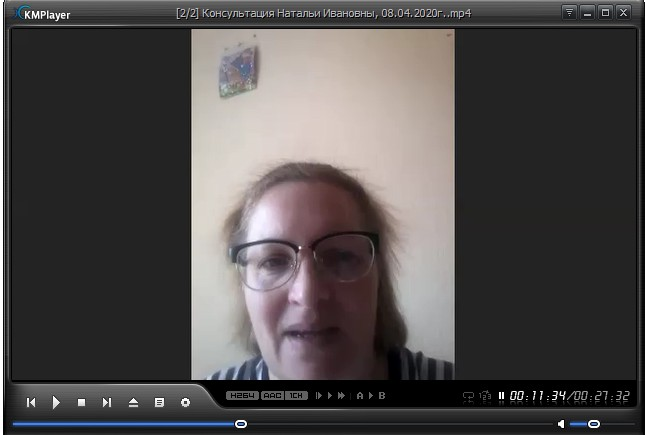 KMPlayer
[2/2] Консультация Натальи Ивановны, 08.04.2020г..mp4
H264 AAC 1CH A B 00:11:34/00:27:32